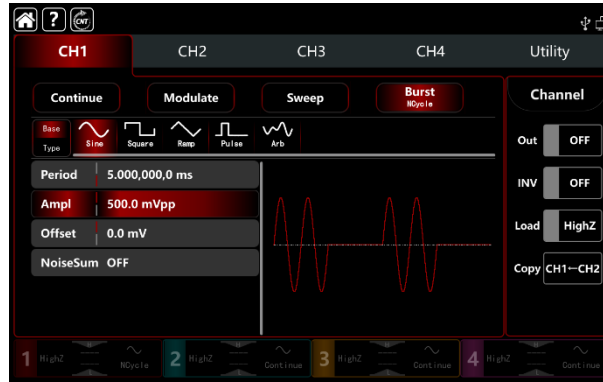 ? CNT
CH1 CH2 CH3 CH4 Utility
Continue Modulate Sweep Burst
NCycle
Channel
Base
Type
Sine Square Ramp Pulse Arb
Out OFF
Period 5.000,000,0 ms
INV OFF
Ampl 500.0 mVpp
Offset 0.0 mV
Load HighZ
NoiseSum OFF
Copy CH1←CH2
1 HighZ NCycle 2 HighZ Continue 3 HighZ Continue 4 HighZ Continue